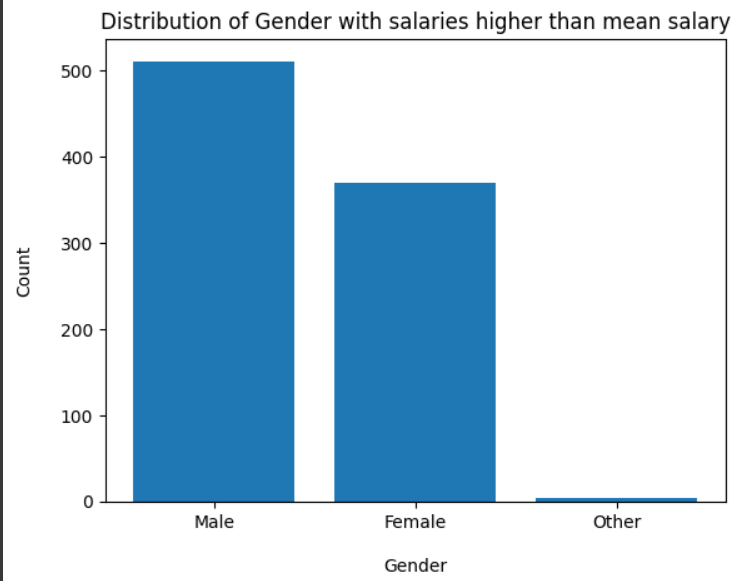 Distribution of Gender with salaries higher than mean salary
500
400
300
200
100
0
Count
Male Female Other
Gender